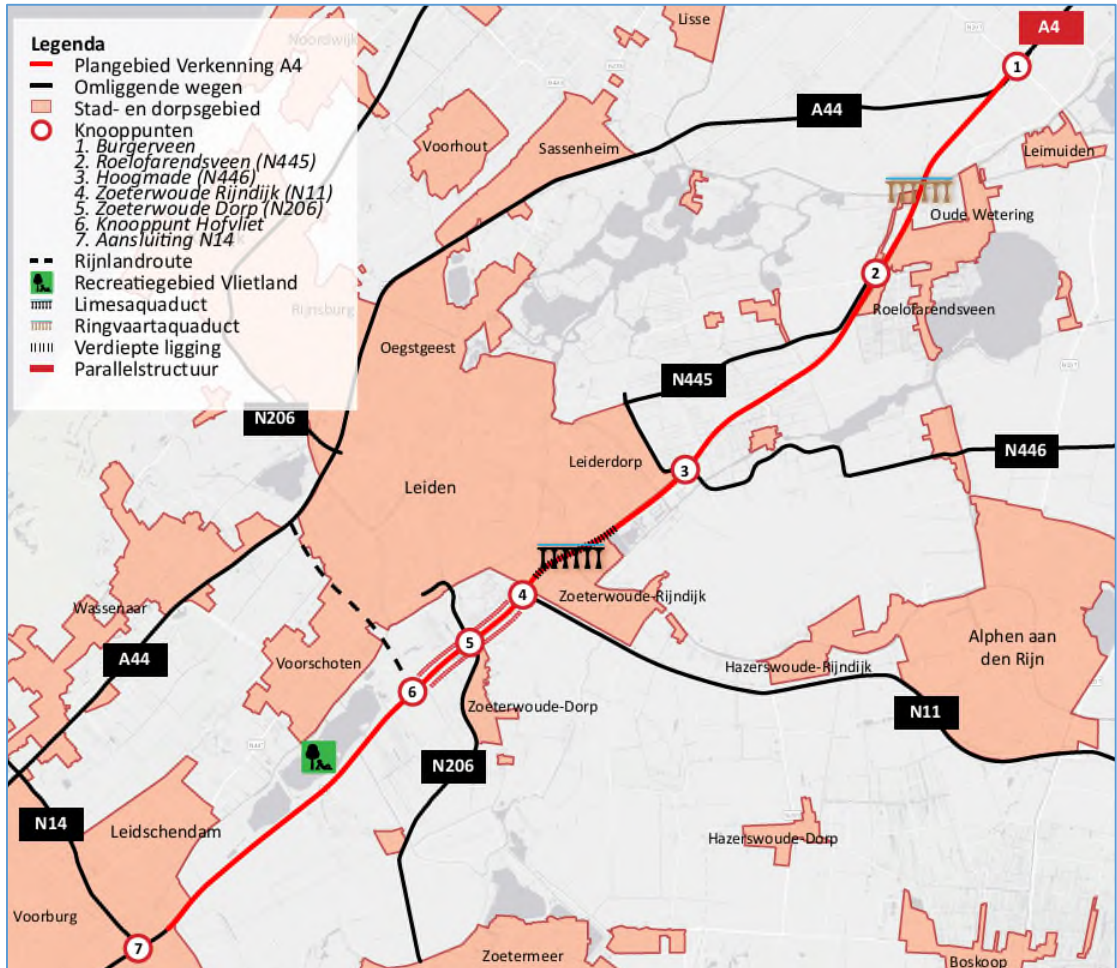 Legenda
Plangebied Verkenning A4
Omliggende wegen
Stad- en dorpsgebied
Knooppunten
1. Burgerveen
2. Roelofarendsveen (N445)
3. Hoogmade (N446)
4. Zoeterwoude Rijndijk (N11)
5. Zoeterwoude Dorp (N206)
6. Knooppunt Hofvliet
7. Aansluiting N14
Rijnlandroute
Recreatiegebied Vlietland
Limesaquaduct
Ringvaartaquaduct
Verdiepte ligging
Parallelstructuur
Noordwijk
Rijnsburg
Lisse
A4
1
A44
Voorhout
Sassenheim
Leimuiden
Oude Wetering
2
Roelofarendsveen
Oegstgeest
N445
N206
Leiderdorp
3
N446
Leiden
4
Zoeterwoude-Rijndijk
Wassenaar
A44
Voorschoten
5
6
Hazerswoude-Rijndijk
Alphen aan
den Rijn
Zoeterwoude-Dorp
N11
N206
N14
Leidschendam
Hazerswoude-Dorp
Voorburg
7
Zoetermeer
Boskoop